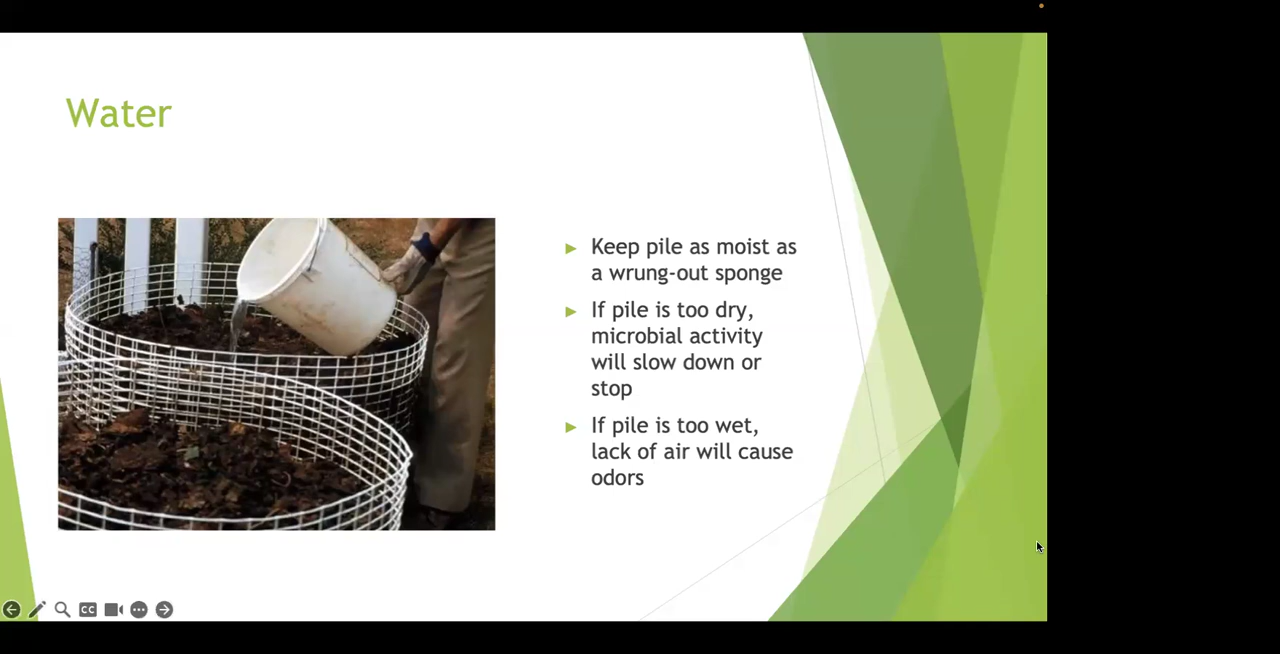 Water
Keep pile as moist as
a wrung-out sponge
If pile is too dry,
microbial activity
will slow down or
stop
If pile is too wet,
lack of air will cause
odors
CC